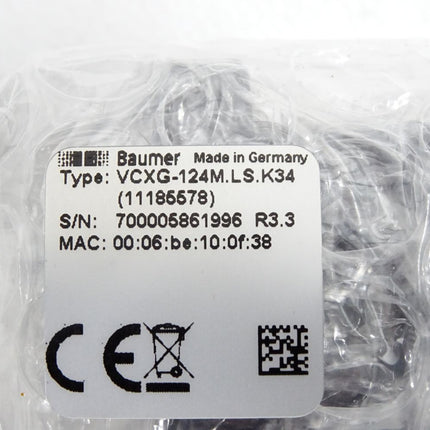 Baumer Made in Germany
Type: VCXG-124M.LS.K34
(11185578)
S/N: 700005861996 R3.3
MAC: 00:06:be:10:0f:38
CE